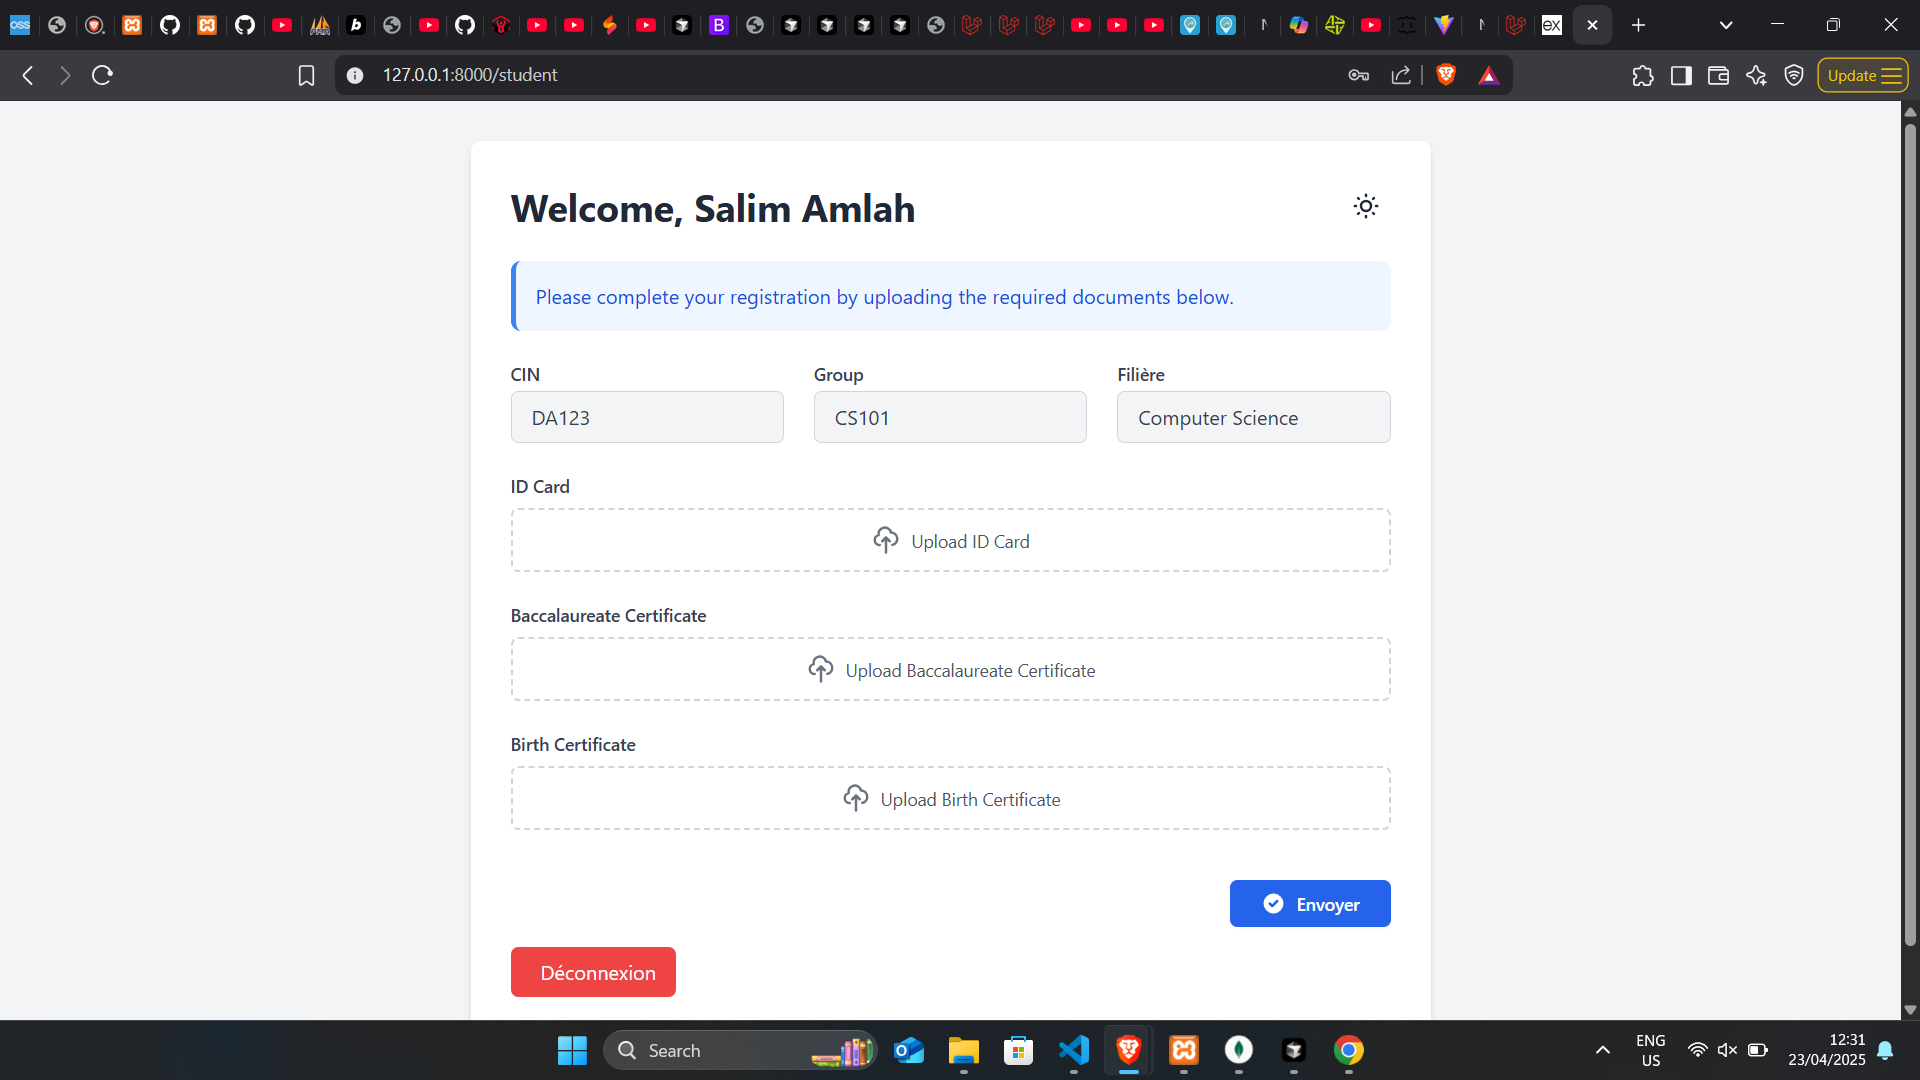 OSS
B
ex
127.0.0.1:8000/student
Update
Welcome, Salim Amlah
Please complete your registration by uploading the required documents below.
CIN
Group
Filière
DA123
CS101
Computer Science
ID Card
Upload ID Card
Baccalaureate Certificate
Upload Baccalaureate Certificate
Birth Certificate
Upload Birth Certificate
Envoyer
Déconnexion
Search
ENG
US
12:31
23/04/2025